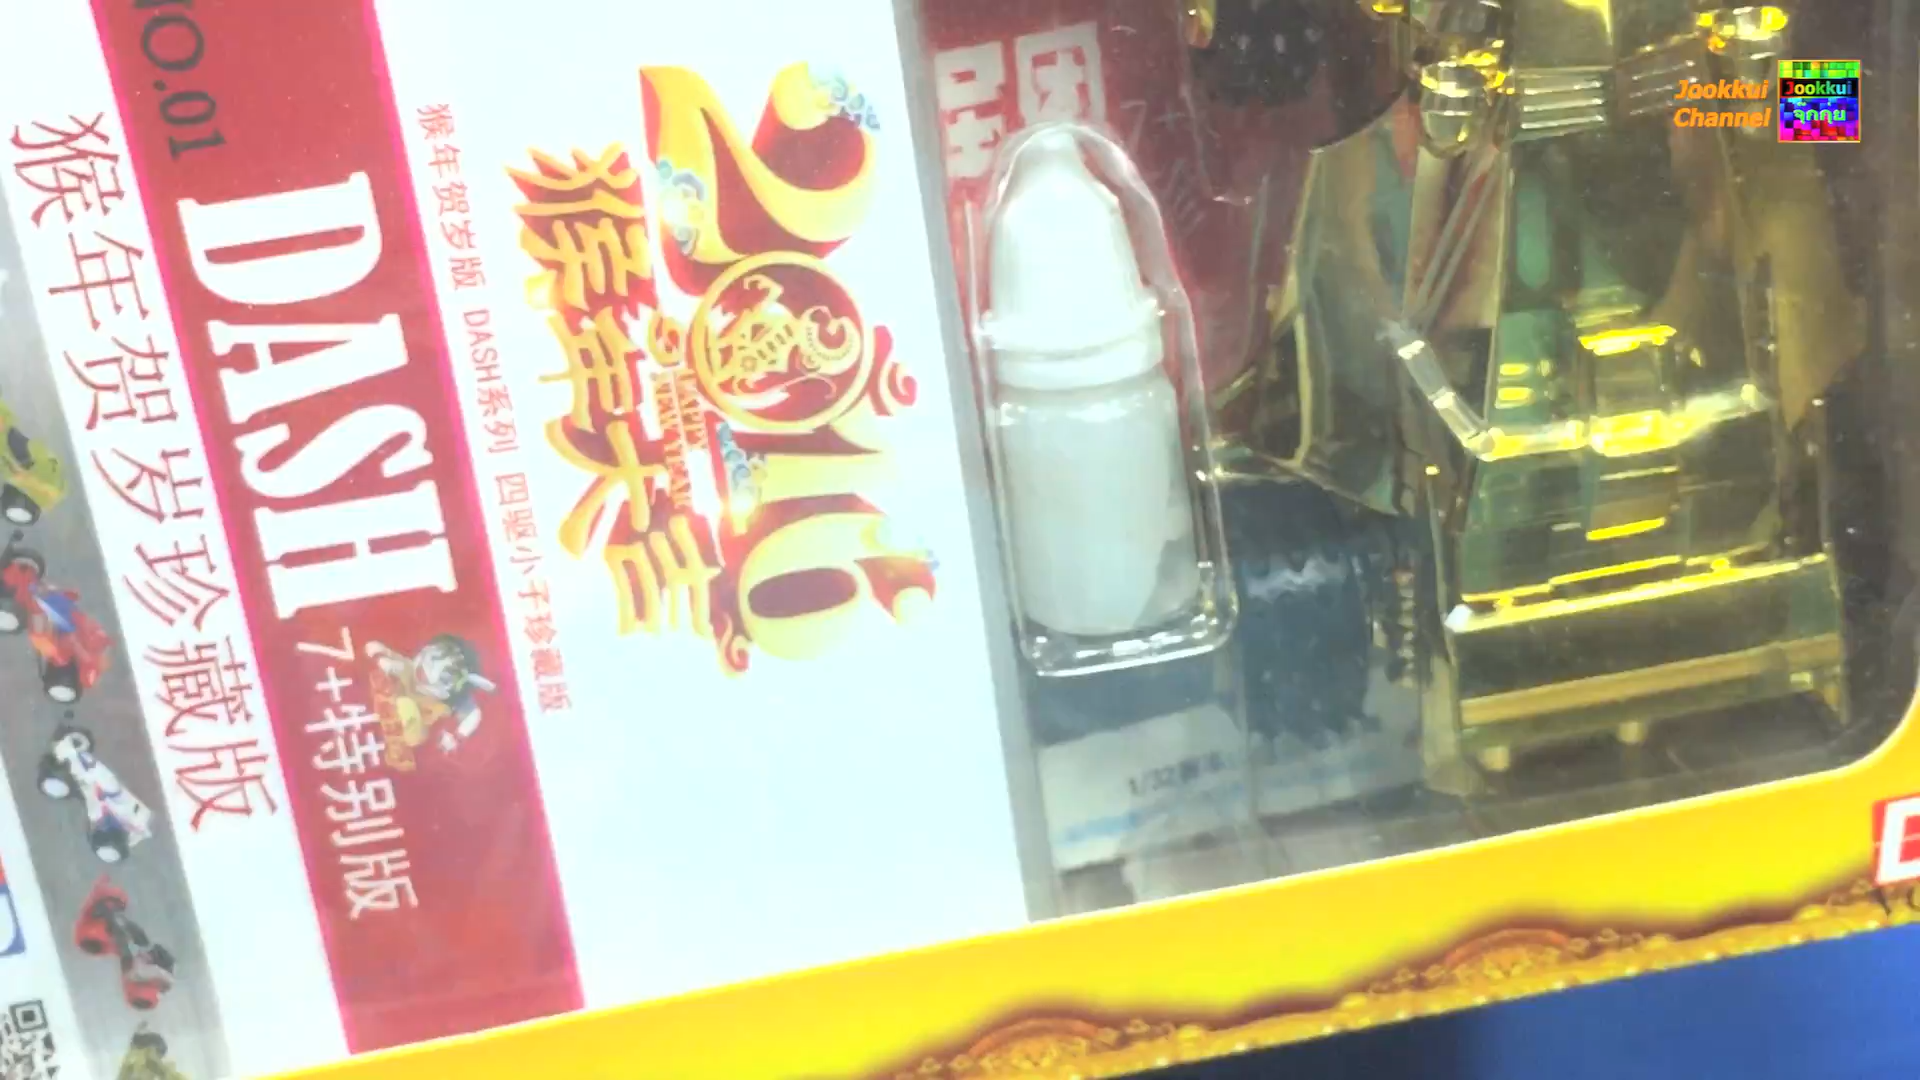 NO.01
猴年贺岁珍藏版
DASH
7+特别版
猴年贺岁版 DASH系列 四驱小子珍藏版
2016
猴年大吉
HAPPY
NEW YEAR
Jookkui
Channel
Jookkui
จุกคุย